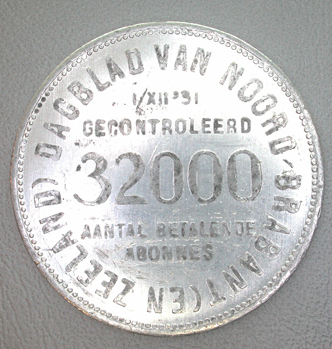 DAGBLAD VAN NOORD-BRABANT (EN ZEELAND)
1/XII '31
GECONTROLEERD
32000
AANTAL BETALENDE
ABONNES